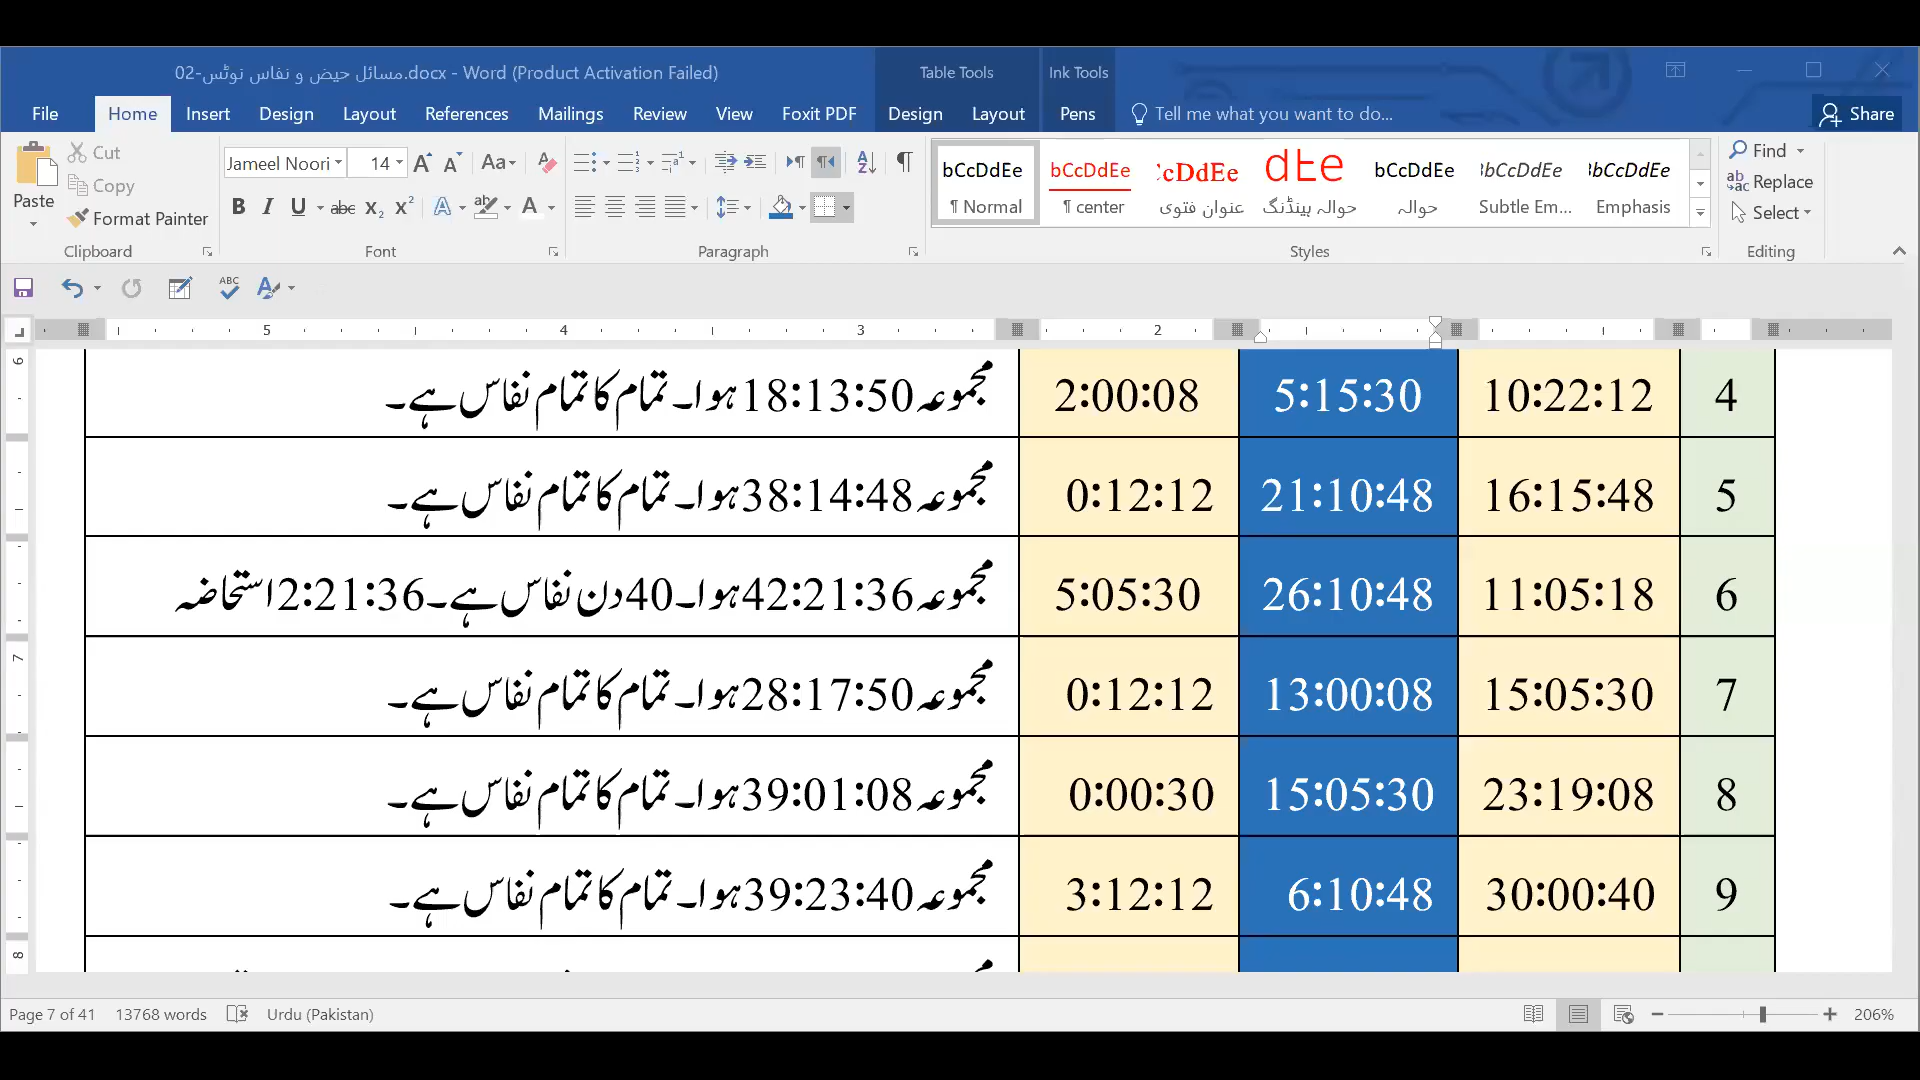 مسائل حیض و نفاس نوٹس-02.docx - Word (Product Activation Failed)
Table Tools
Ink Tools
File
Home
Insert
Design
Layout
References
Mailings
Review
View
Foxit PDF
Design
Layout
Pens
Tell me what you want to do...
Share
Paste
Cut
Copy
Format Painter
Clipboard
Jameel Noori
14
Font
Paragraph
bCcDdEe
¶ Normal
bCcDdEe
¶ center
cDdEe
عنوان فتوی
حوالہ ہینڈنگ
bCcDdEe
حوالہ
bCcDdEe
Subtle Em...
bCcDdEe
Emphasis
Styles
Find
Replace
Select
Editing
5 4 3 2
4 10:22:12 5:15:30 2:00:08 مجموعہ 18:13:50 ہوا۔ تمام کا تمام نفاس ہے۔
5 16:15:48 21:10:48 0:12:12 مجموعہ 38:14:48 ہوا۔ تمام کا تمام نفاس ہے۔
6 11:05:18 26:10:48 5:05:30 مجموعہ 42:21:36 ہوا۔ 40 دن نفاس ہے۔ 2:21:36 استحاضہ
7 15:05:30 13:00:08 0:12:12 مجموعہ 28:17:50 ہوا۔ تمام کا تمام نفاس ہے۔
8 23:19:08 15:05:30 0:00:30 مجموعہ 39:01:08 ہوا۔ تمام کا تمام نفاس ہے۔
9 30:00:40 6:10:48 3:12:12 مجموعہ 39:23:40 ہوا۔ تمام کا تمام نفاس ہے۔
Page 7 of 41
13768 words
Urdu (Pakistan)
206%